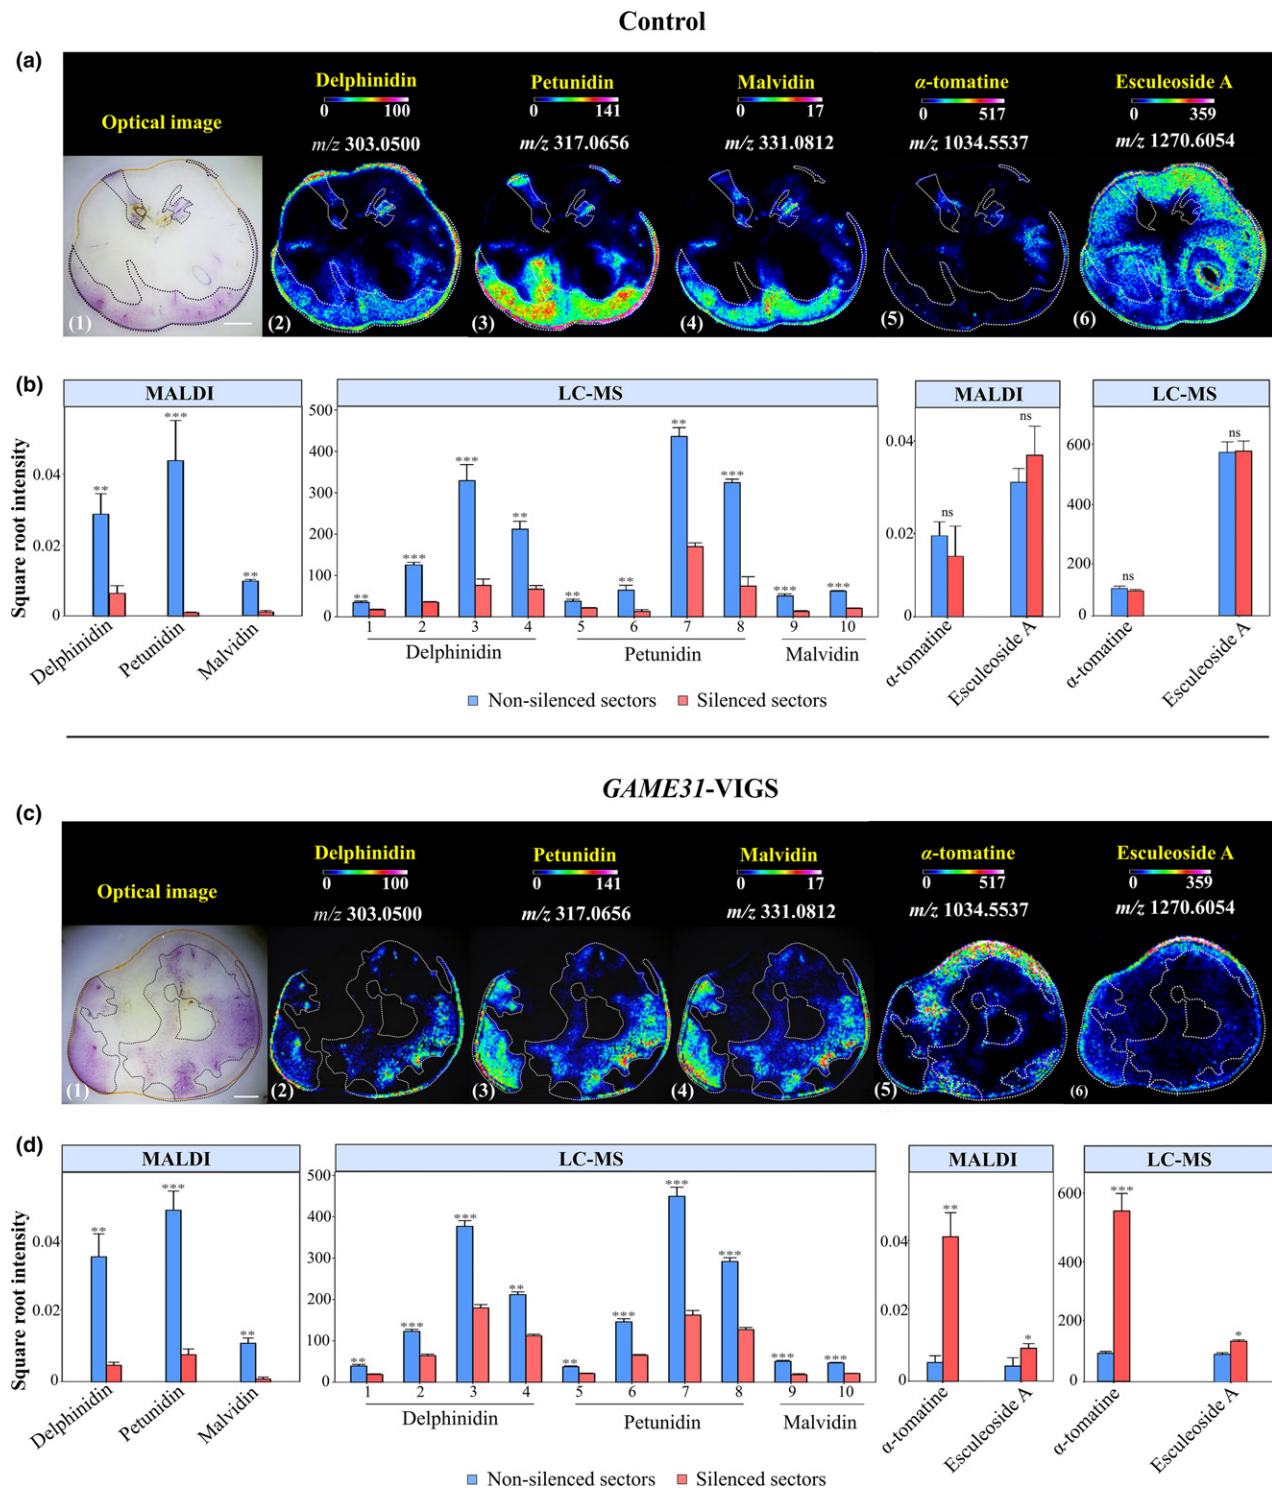 Control
(a)
Optical image
Delphinidin
0 100
m/z 303.0500
Petunidin
0 141
m/z 317.0656
Malvidin
0 17
m/z 331.0812
α-tomatine
0 517
m/z 1034.5537
Esculeoside A
0 359
m/z 1270.6054
(1) (2) (3) (4) (5) (6)
(b)
Square root intensity
MALDI
0.04
0.02
0
** *** **
Delphinidin Petunidin Malvidin
LC-MS
500
400
300
200
100
0
** *** *** ** ** ** ** *** *** ***
1 2 3 4 5 6 7 8 9 10
Delphinidin Petunidin Malvidin
MALDI
0.04
0.02
0
ns ns
α-tomatine Esculeoside A
LC-MS
600
400
200
0
ns ns
α-tomatine Esculeoside A
Non-silenced sectors Silenced sectors
GAME31-VIGS
(c)
Optical image
Delphinidin
0 100
m/z 303.0500
Petunidin
0 141
m/z 317.0656
Malvidin
0 17
m/z 331.0812
α-tomatine
0 517
m/z 1034.5537
Esculeoside A
0 359
m/z 1270.6054
(1) (2) (3) (4) (5) (6)
(d)
Square root intensity
MALDI
0.04
0.02
0
** *** **
Delphinidin Petunidin Malvidin
LC-MS
500
400
300
200
100
0
** *** *** ** ** *** *** *** *** ***
1 2 3 4 5 6 7 8 9 10
Delphinidin Petunidin Malvidin
MALDI
0.04
0.02
0
** *
α-tomatine Esculeoside A
LC-MS
600
400
200
0
*** *
α-tomatine Esculeoside A
Non-silenced sectors Silenced sectors